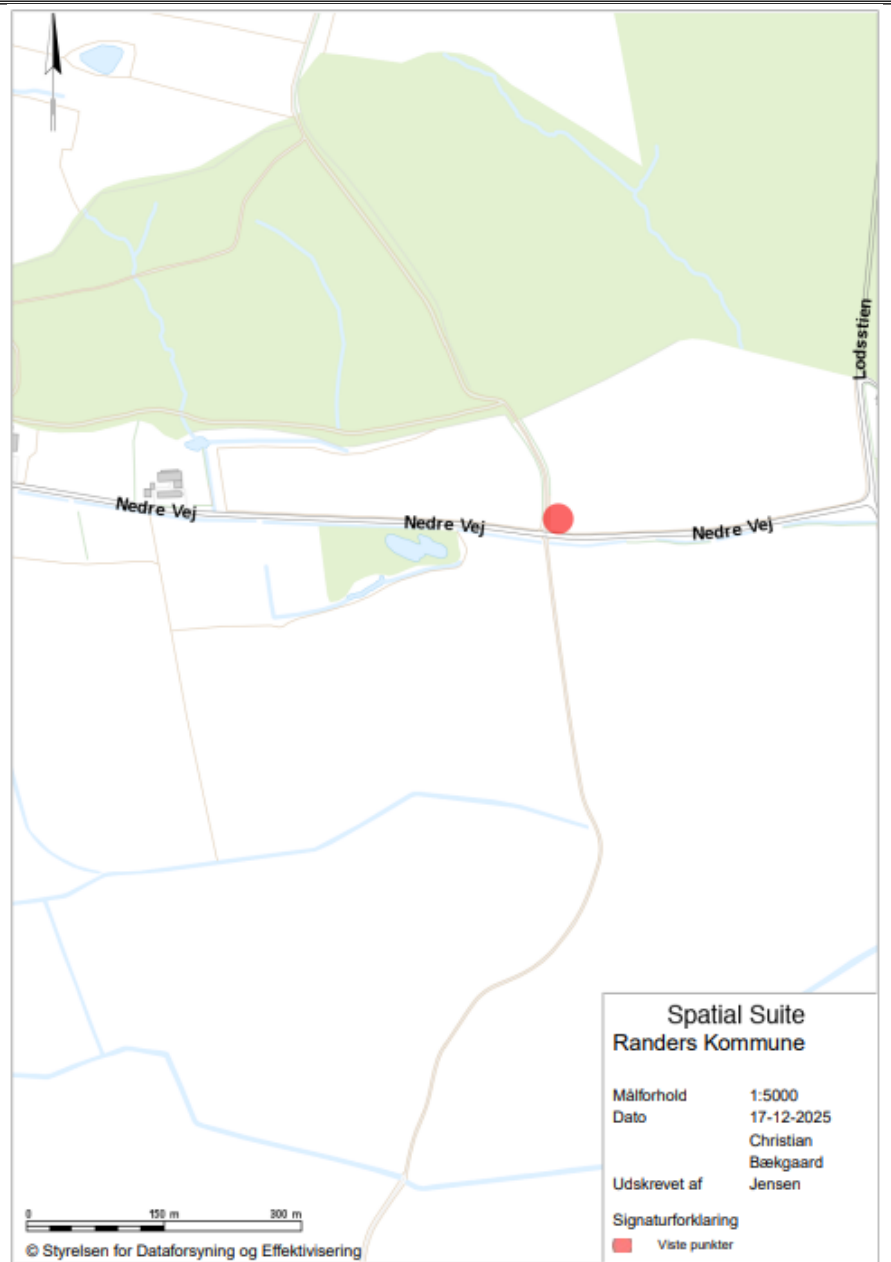 Lodsstien
Nedre Vej
Nedre Vej
Nedre Vej
Spatial Suite
Randers Kommune
Målforhold 1:5000
Dato 17-12-2025
Christian
Bækgaard
Udskrevet af Jensen
Signaturforklaring
Viste punkter
0 150 m 300 m
© Styrelsen for Dataforsyning og Effektivisering